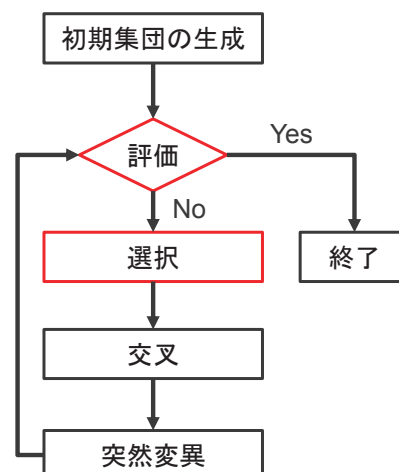 初期集団の生成
評価
Yes
No
選択
終了
交叉
突然変異